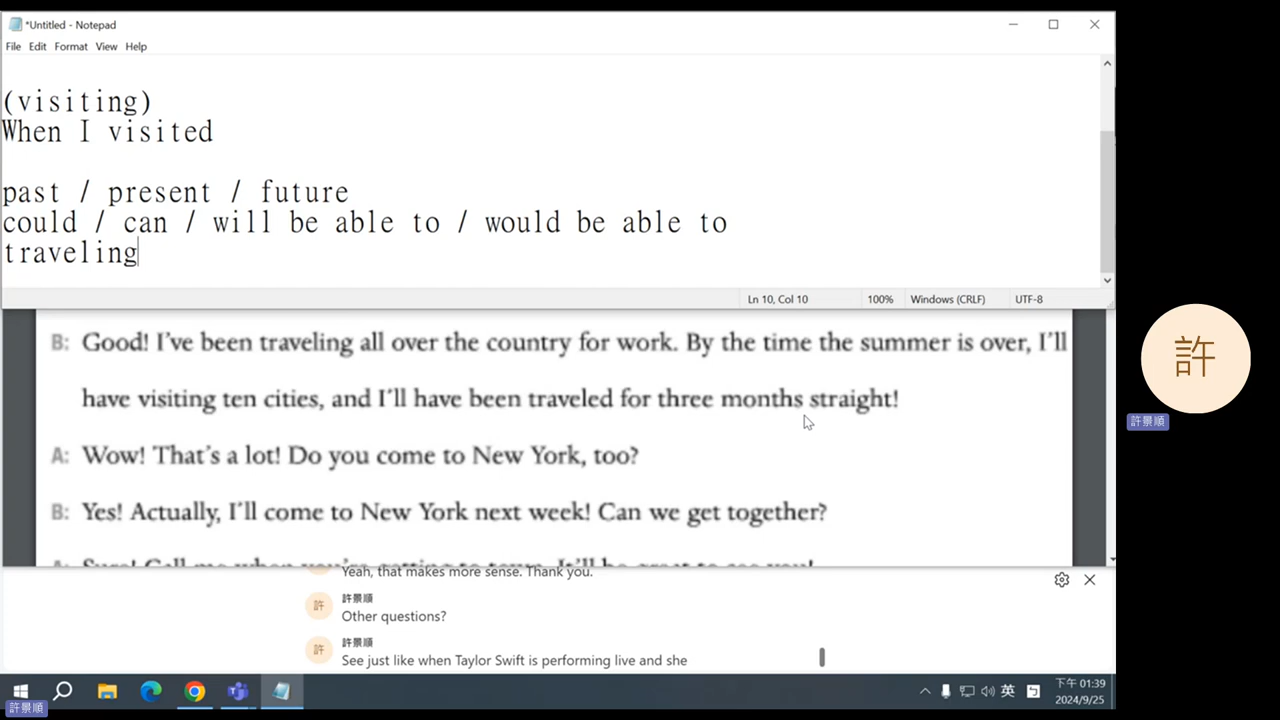 *Untitled - Notepad
File Edit Format View Help
(visiting)
When I visited
past / present / future
could / can / will be able to / would be able to
traveling
Ln 10, Col 10 100% Windows (CRLF) UTF-8
B: Good! I've been traveling all over the country for work. By the time the summer is over, I'll
have visiting ten cities, and I'll have been traveled for three months straight!
A: Wow! That's a lot! Do you come to New York, too?
B: Yes! Actually, I'll come to New York next week! Can we get together?
Yeah, that makes more sense. Thank you.
許 許景順
Other questions?
許 許景順
See just like when Taylor Swift is performing live and she
許
許景順
英 下午 01:39
2024/9/25
許景順